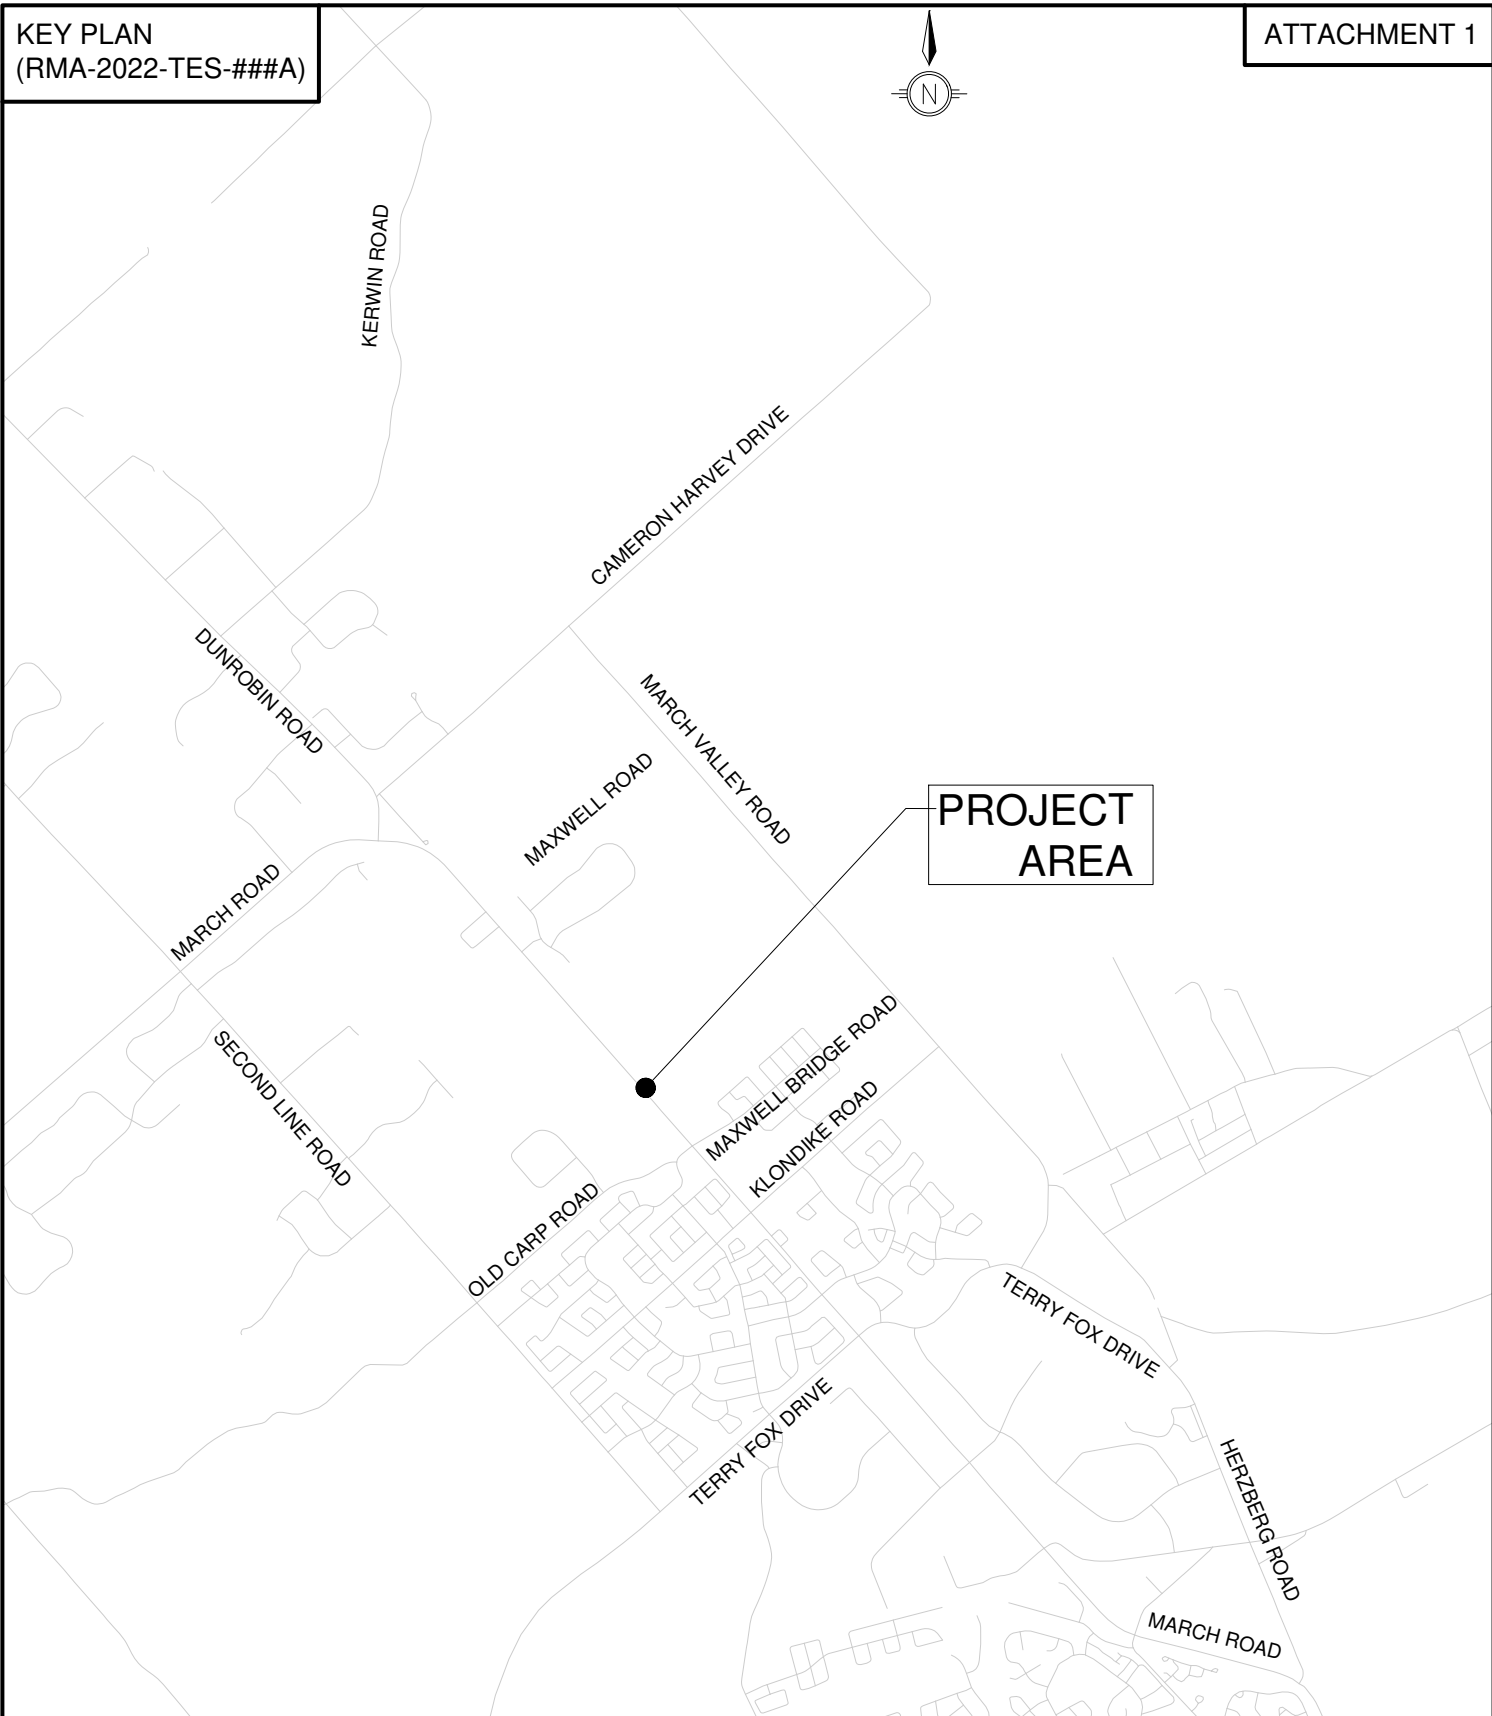 KEY PLAN
(RMA-2022-TES-###A)
ATTACHMENT 1
N
KERWIN ROAD
CAMERON HARVEY DRIVE
DUNROBIN ROAD
MARCH VALLEY ROAD
MAXWELL ROAD
PROJECT
AREA
MARCH ROAD
MAXWELL BRIDGE ROAD
SECOND LINE ROAD
KLONDIKE ROAD
OLD CARP ROAD
TERRY FOX DRIVE
TERRY FOX DRIVE
HERZBERG ROAD
MARCH ROAD